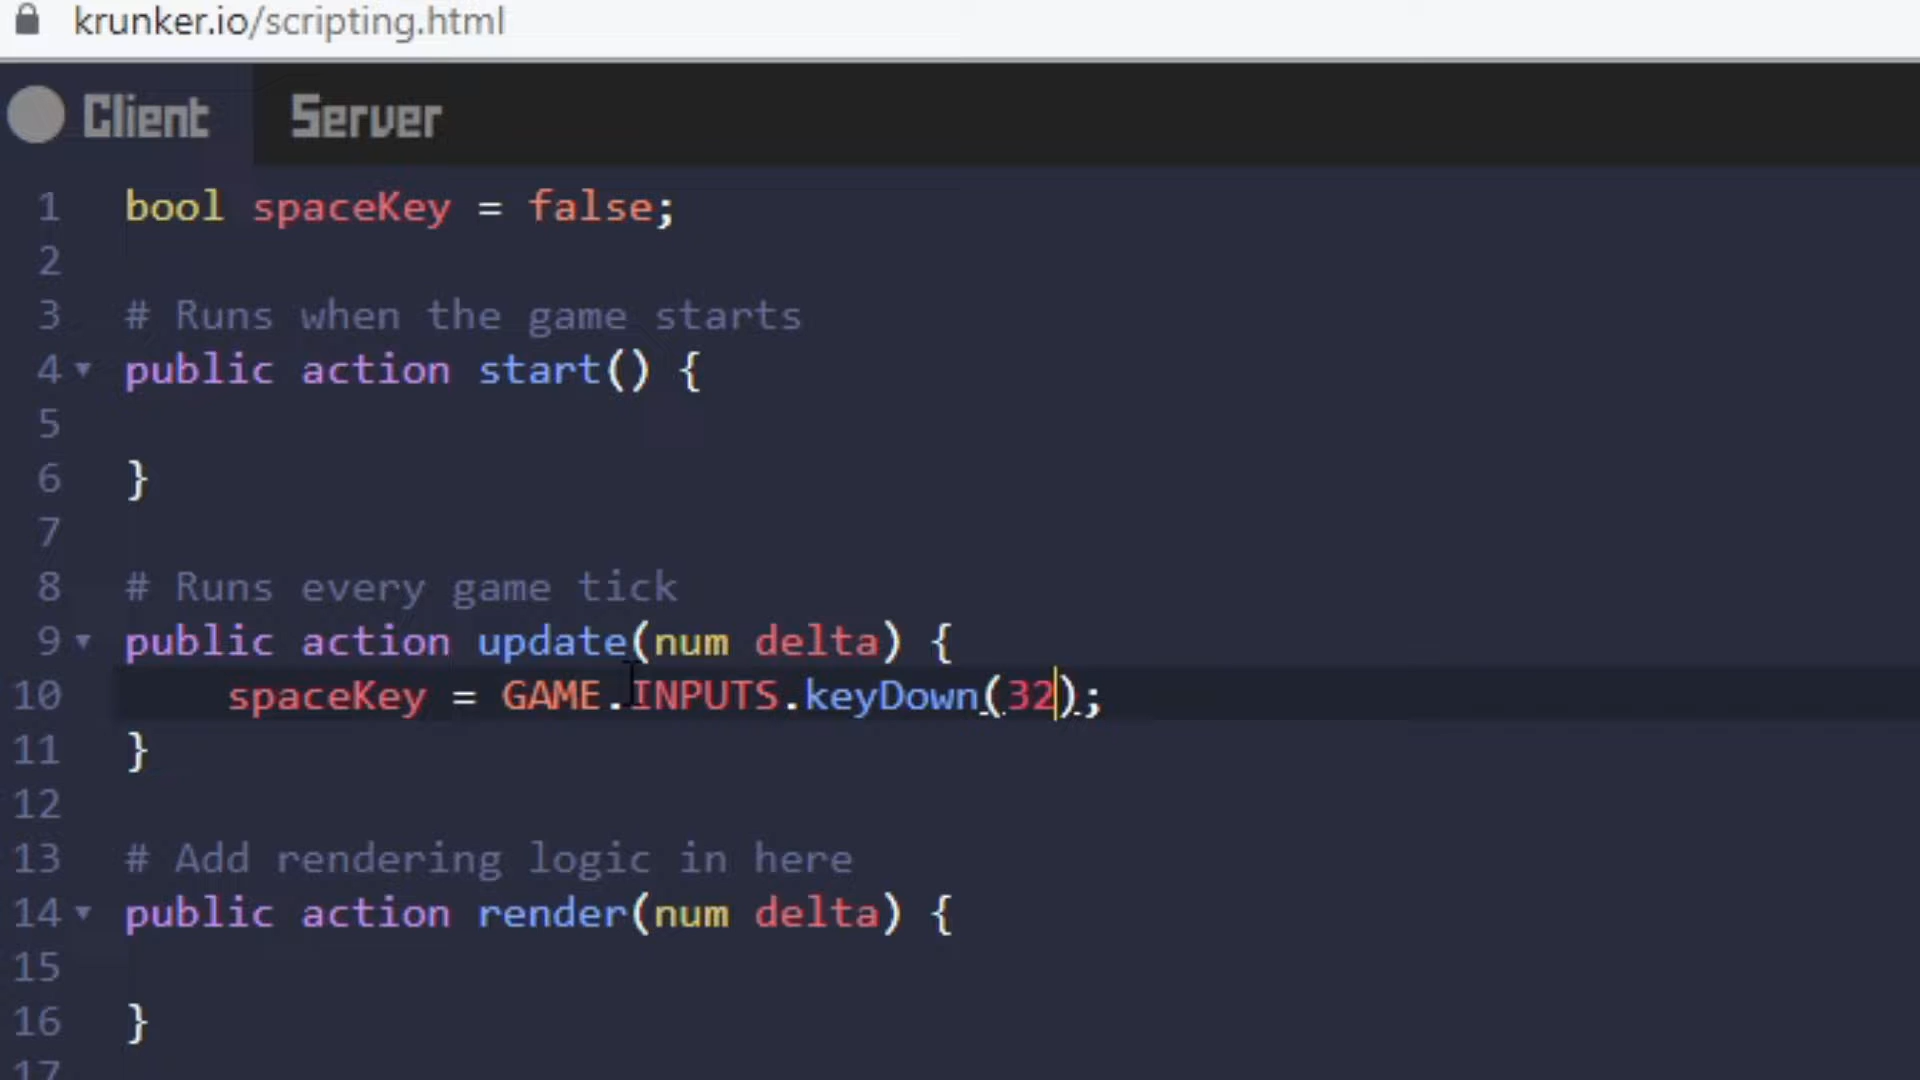 krunker.io/scripting.html
Client Server
1 bool spaceKey = false;
2
3 # Runs when the game starts
4 public action start() {
5
6 }
7
8 # Runs every game tick
9 public action update(num delta) {
10 spaceKey = GAME.INPUTS.keyDown(32);
11 }
12
13 # Add rendering logic in here
14 public action render(num delta) {
15
16 }
17